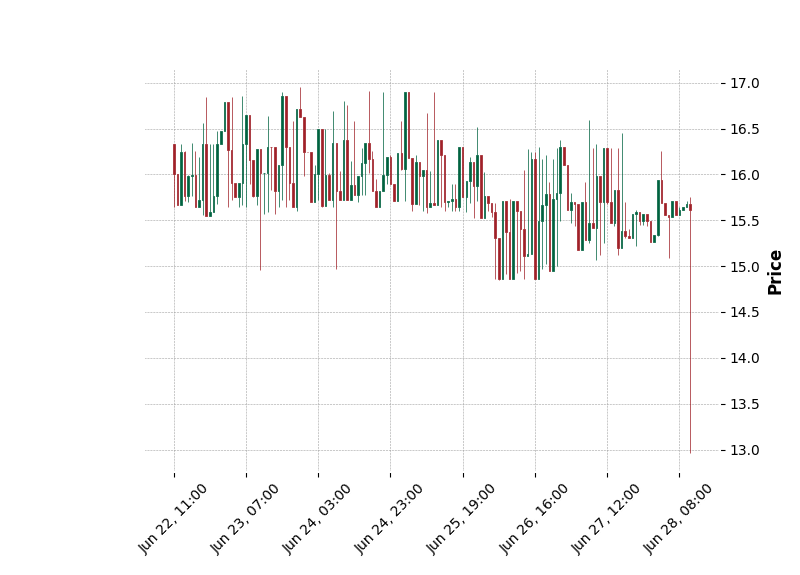 17.0
16.5
16.0
15.5
15.0
14.5
14.0
13.5
13.0
Price
Jun 22, 11:00
Jun 23, 07:00
Jun 24, 03:00
Jun 24, 23:00
Jun 25, 19:00
Jun 26, 16:00
Jun 27, 12:00
Jun 28, 08:00